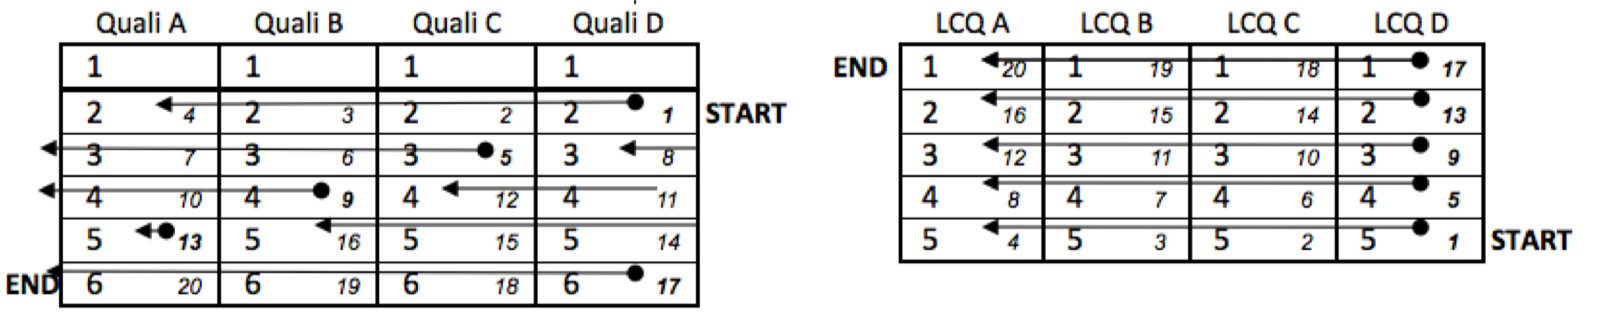 Quali A Quali B Quali C Quali D
1 1 1 1
2 4 2 3 2 2 2 1 START
3 7 3 6 3 5 3 8
4 10 4 9 4 12 4 11
5 13 5 16 5 15 5 14
END 6 20 6 19 6 18 6 17
LCQ A LCQ B LCQ C LCQ D
END 1 20 1 19 1 18 1 17
2 16 2 15 2 14 2 13
3 12 3 11 3 10 3 9
4 8 4 7 4 6 4 5
5 4 5 3 5 2 5 1 START